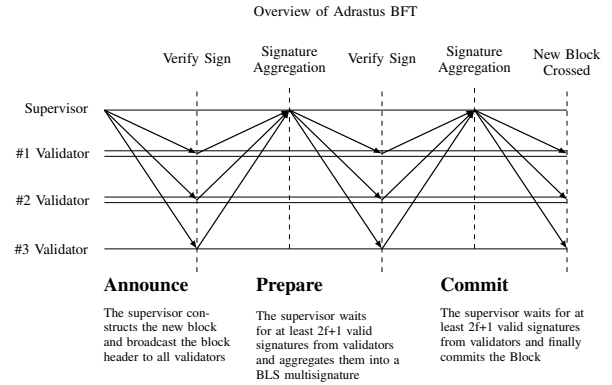 Overview of Adrastus BFT
Verify Sign
Signature
Aggregation
Verify Sign
Signature
Aggregation
New Block
Crossed
Supervisor
#1 Validator
#2 Validator
#3 Validator
Announce
The supervisor con-
structs the new block
and broadcast the block
header to all validators
Prepare
The supervisor waits
for at least 2f+1 valid
signatures from validators
and aggregates them into a
BLS multisignature
Commit
The supervisor waits for at
least 2f+1 valid signatures
from validators and finally
commits the Block